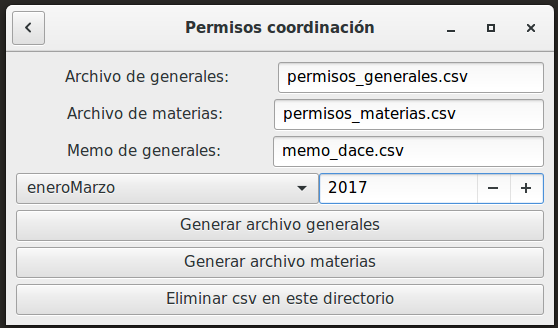 Permisos coordinación
Archivo de generales: permisos_generales.csv
Archivo de materias: permisos_materias.csv
Memo de generales: memo_dace.csv
eneroMarzo 2017
Generar archivo generales
Generar archivo materias
Eliminar csv en este directorio